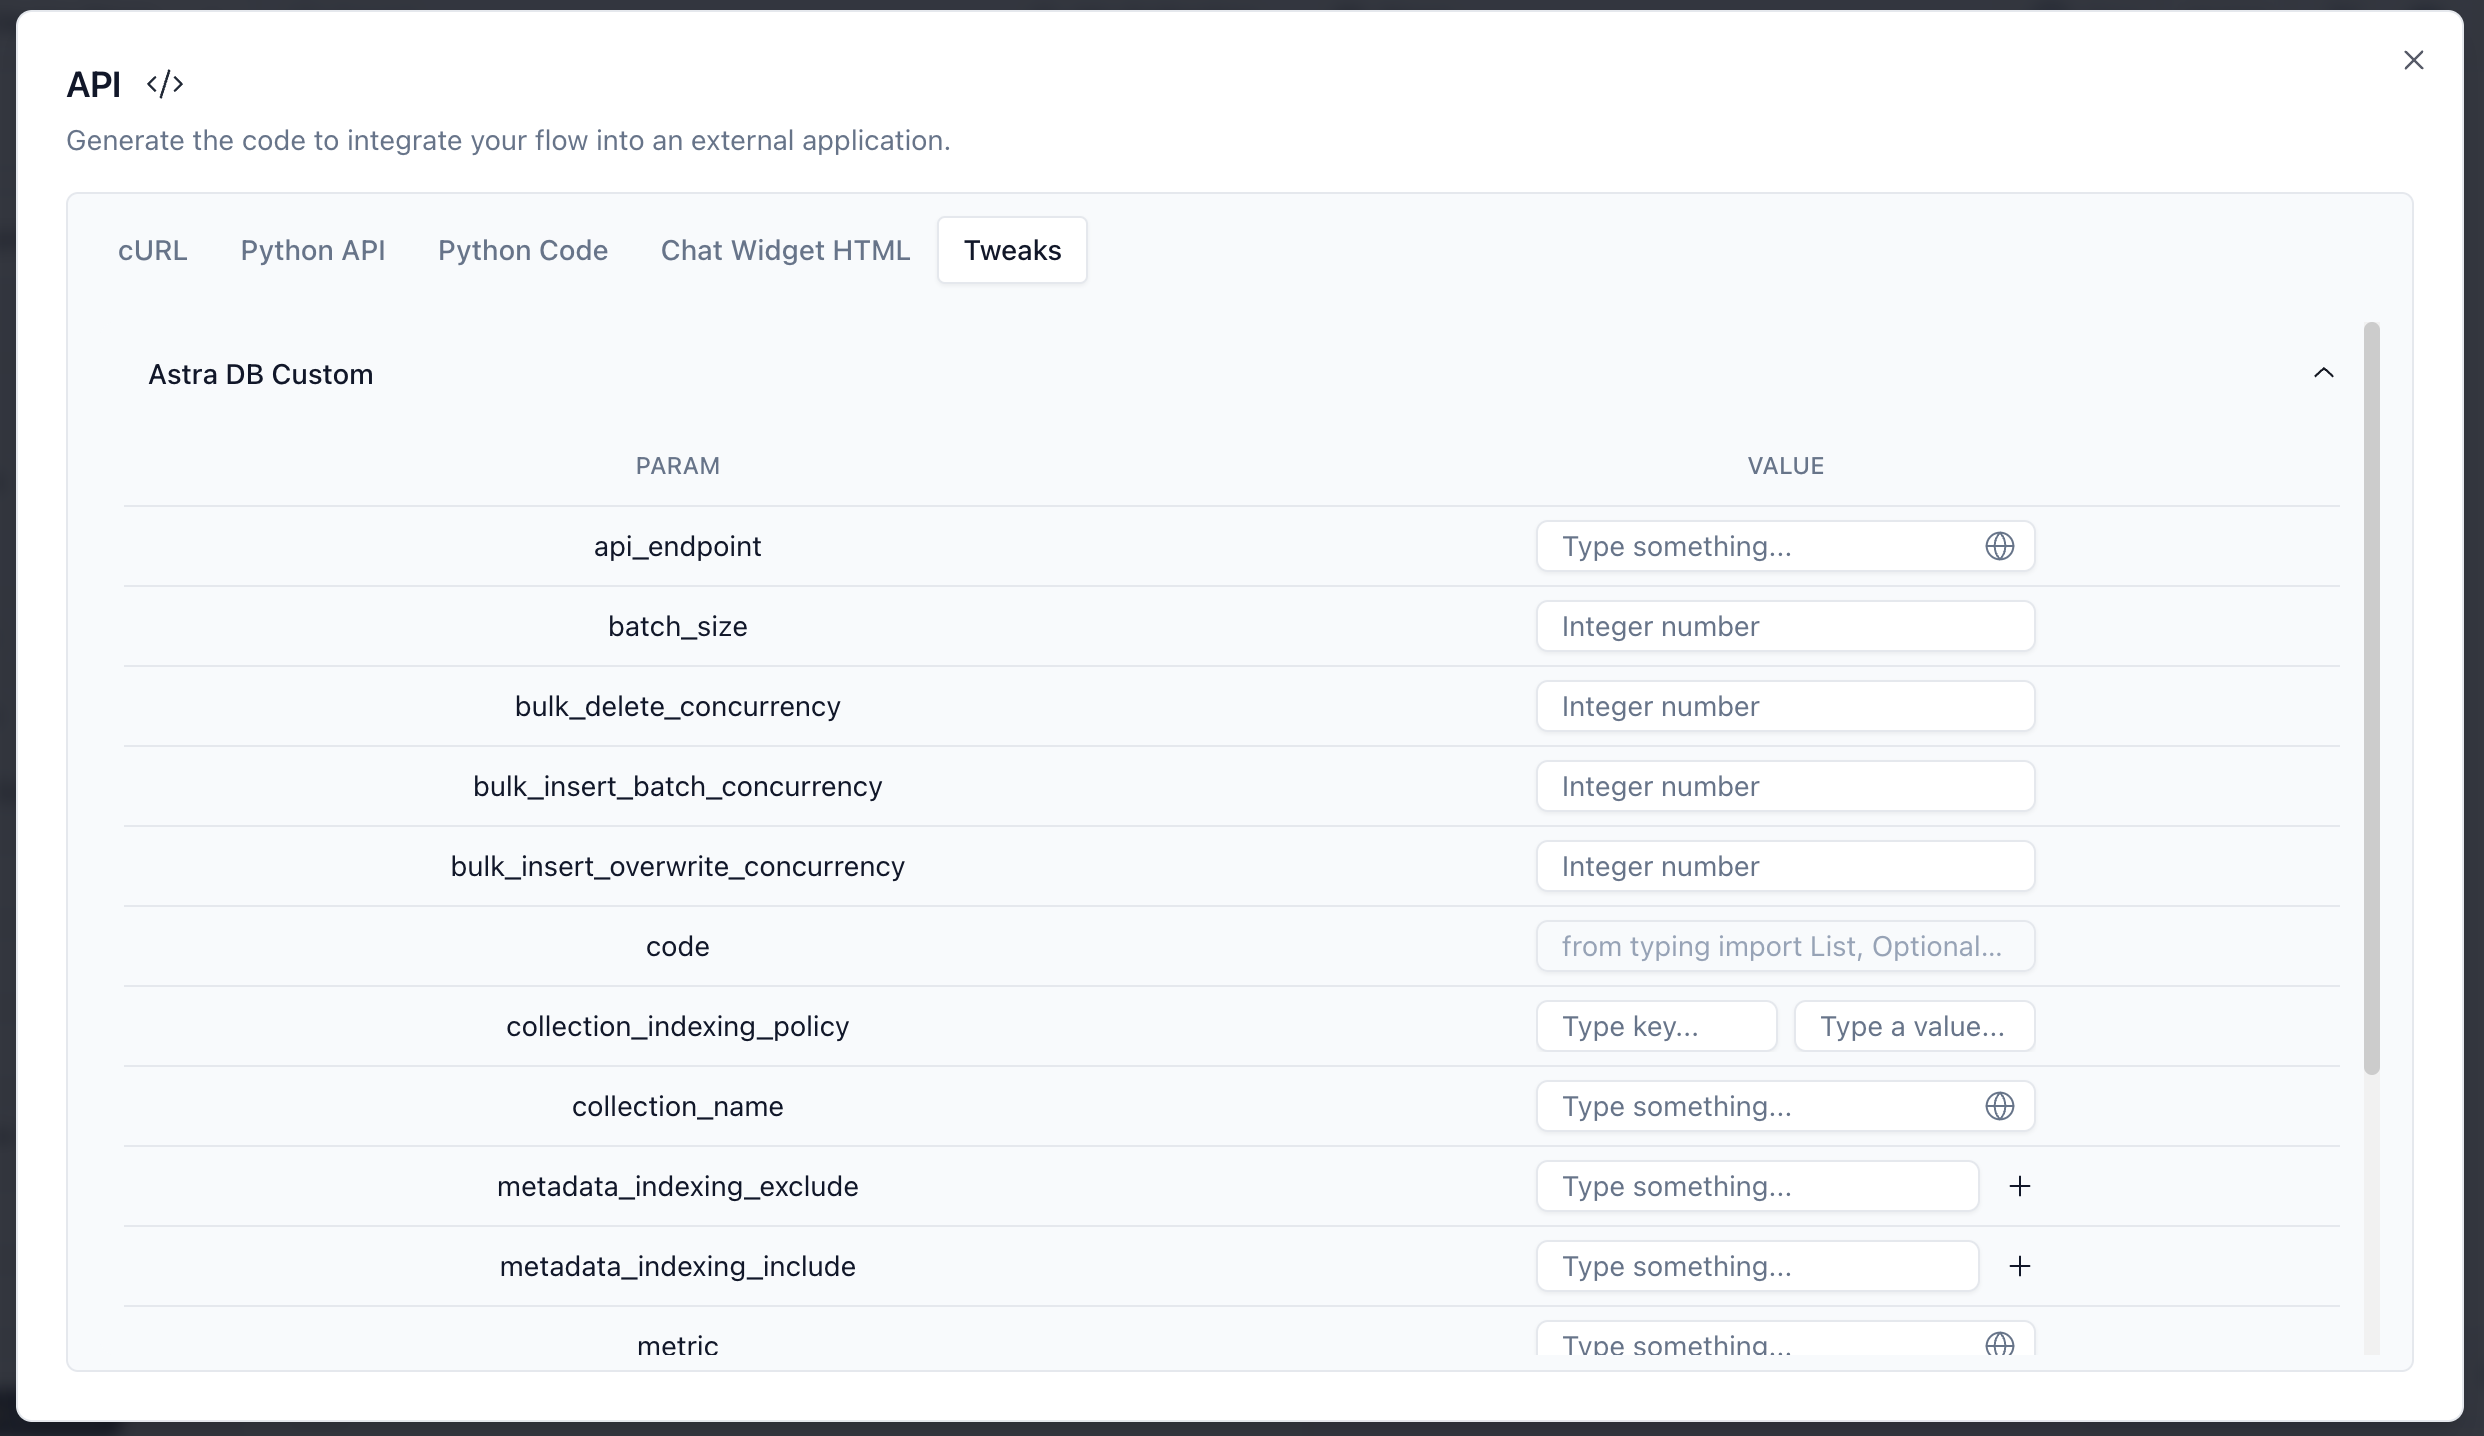 API </>
Generate the code to integrate your flow into an external application.
cURL Python API Python Code Chat Widget HTML Tweaks
Astra DB Custom
PARAM VALUE
api_endpoint Type something...
batch_size Integer number
bulk_delete_concurrency Integer number
bulk_insert_batch_concurrency Integer number
bulk_insert_overwrite_concurrency Integer number
code from typing import List, Optional...
collection_indexing_policy Type key... Type a value...
collection_name Type something...
metadata_indexing_exclude Type something... +
metadata_indexing_include Type something... +
metric Type something...